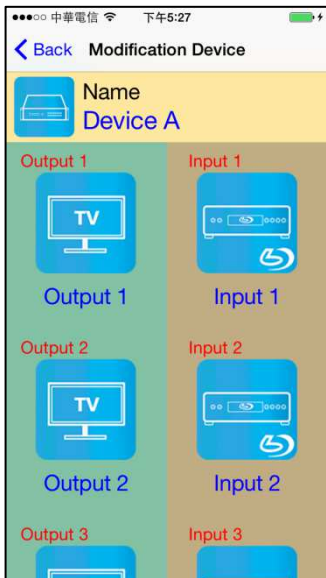 中華電信 下午5:27
Back Modification Device
Name
Device A
Output 1 Input 1
TV
Output 1 Input 1
Output 2 Input 2
TV
Output 2 Input 2
Output 3 Input 3